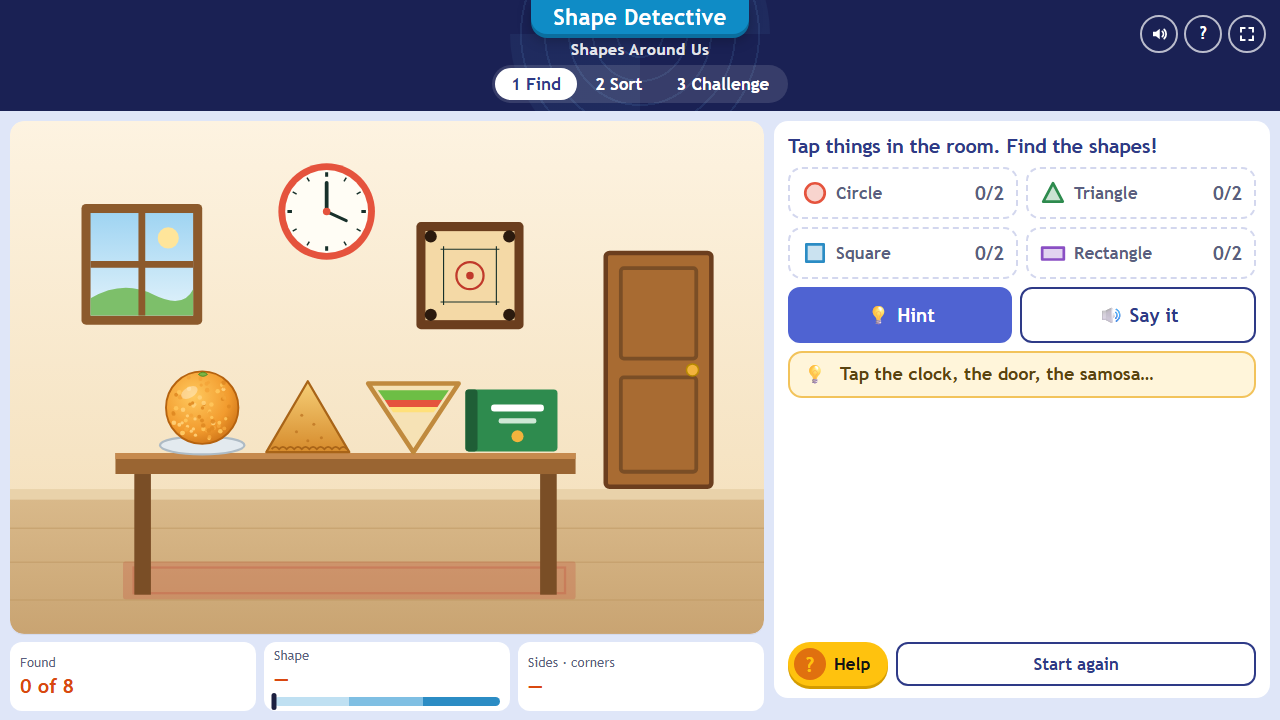 Shape Detective
Shapes Around Us
1 Find
2 Sort
3 Challenge
?
Tap things in the room. Find the shapes!
Circle 0/2
Triangle 0/2
Square 0/2
Rectangle 0/2
Hint
Say it
Tap the clock, the door, the samosa...
Found
0 of 8
Shape
—
Sides · corners
—
? Help
Start again